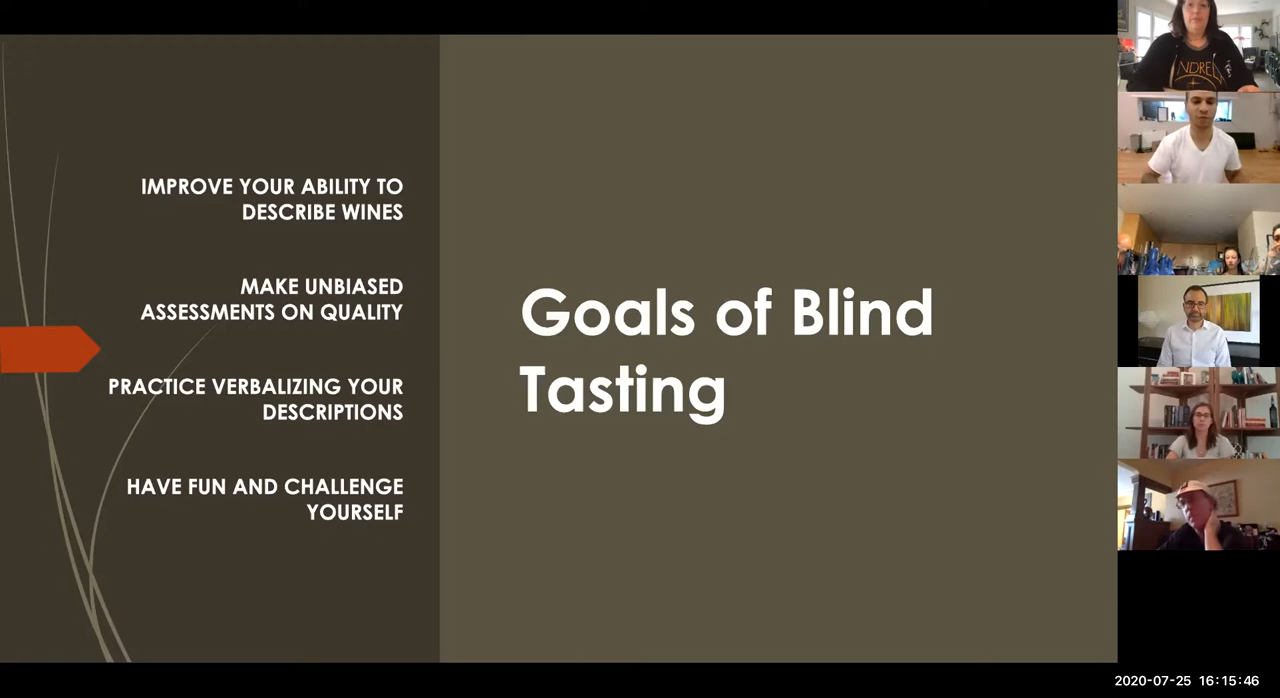 IMPROVE YOUR ABILITY TO
DESCRIBE WINES
MAKE UNBIASED
ASSESSMENTS ON QUALITY
PRACTICE VERBALIZING YOUR
DESCRIPTIONS
HAVE FUN AND CHALLENGE
YOURSELF
Goals of Blind
Tasting
2020-07-25 16:15:46